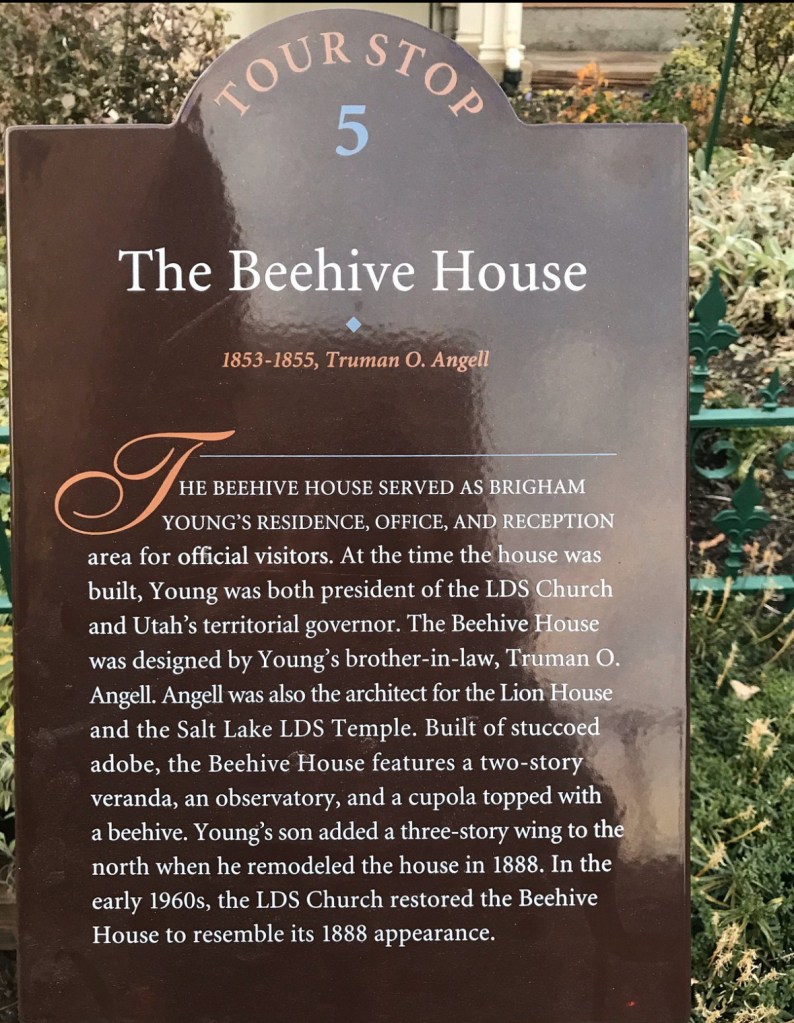 TOUR STOP
5
The Beehive House
1853-1855, Truman O. Angell
THE BEEHIVE HOUSE SERVED AS BRIGHAM
YOUNG'S RESIDENCE, OFFICE, AND RECEPTION
area for official visitors. At the time the house was
built, Young was both president of the LDS Church
and Utah's territorial governor. The Beehive House
was designed by Young's brother-in-law, Truman O.
Angell. Angell was also the architect for the Lion House
and the Salt Lake LDS Temple. Built of stuccoed
adobe, the Beehive House features a two-story
veranda, an observatory, and a cupola topped with
a beehive. Young's son added a three-story wing to the
north when he remodeled the house in 1888. In the
early 1960s, the LDS Church restored the Beehive
House to resemble its 1888 appearance.